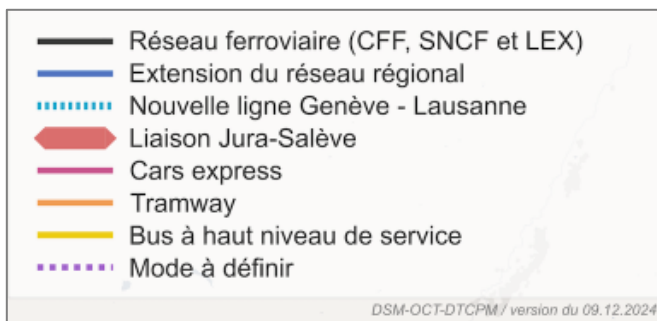 Réseau ferroviaire (CFF, SNCF et LEX)
Extension du réseau régional
Nouvelle ligne Genève - Lausanne
Liaison Jura-Salève
Cars express
Tramway
Bus à haut niveau de service
Mode à définir
DSM-OCT-DTCPM / version du 09.12.2024